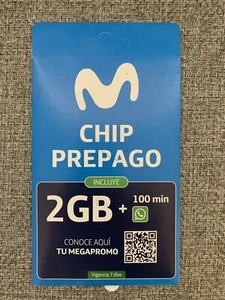 CHIP
PREPAGO
INCLUYE
2GB + 100 min
CONOCE AQUÍ
TU MEGAPROMO
Vigencia 7 días